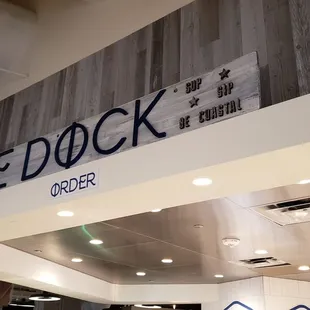 E DOCK
* SUP ★
★ SIP
BE COASTAL
ORDER